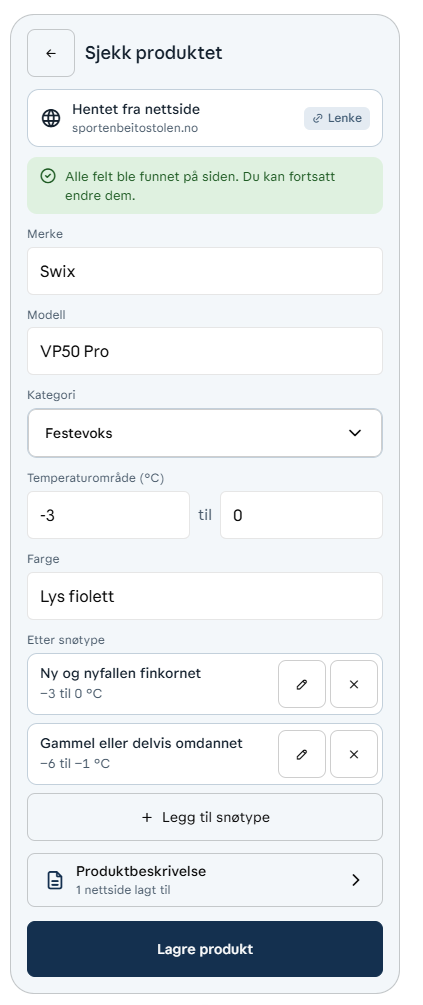 Sjekk produktet
Hentet fra nettside
sportenbeitostolen.no
Lenke
Alle felt ble funnet på siden. Du kan fortsatt
endre dem.
Merke
Swix
Modell
VP50 Pro
Kategori
Festevoks
Temperaturområde (°C)
-3 til 0
Farge
Lys fiolett
Etter snøtype
Ny og nyfallen finkornet
−3 til 0 °C
Gammel eller delvis omdannet
−6 til −1 °C
+ Legg til snøtype
Produktbeskrivelse
1 nettside lagt til
Lagre produkt